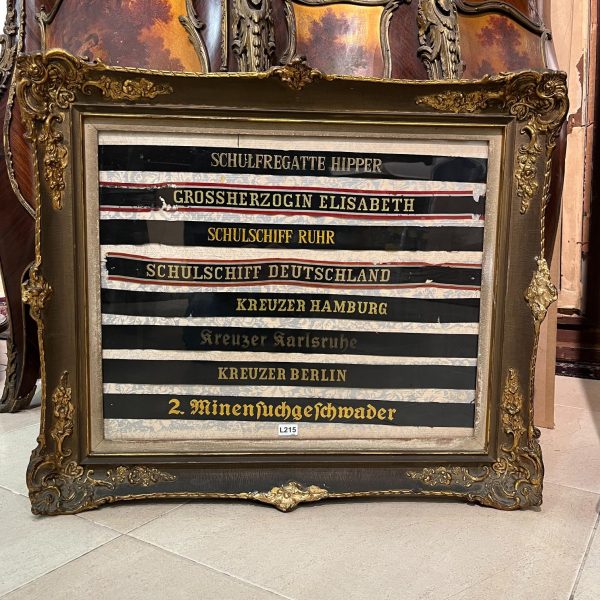 SCHULFREGATTE HIPPER
GROSSHERZOGIN ELISABETH
SCHULSCHIFF RUHR
SCHULSCHIFF DEUTSCHLAND
KREUZER HAMBURG
Kreuzer Karlsruhe
KREUZER BERLIN
2. Minensuchgeschwader
L215